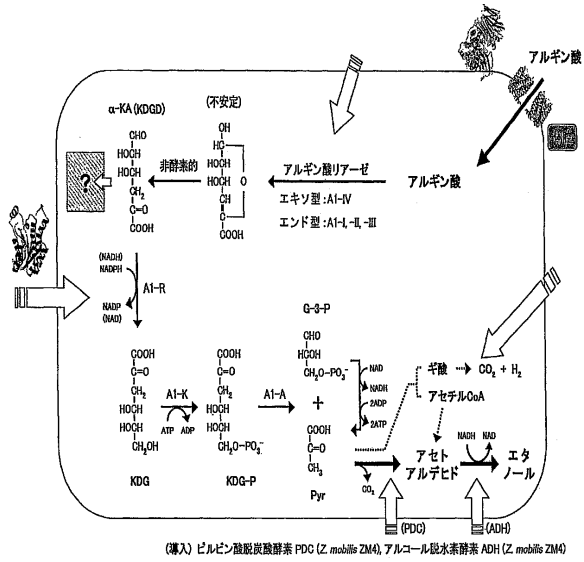 アルギン酸
α-KA (KDGD)
(不安定)
CHO
HOCH
HOCH
CH2
C=O
COOH
?
非酵素的
OH
HC
HOCH
HOCH
O
CH
C
COOH
アルギン酸リアーゼ
エキソ型:A1-IV
エンド型:A1-I, -II, -III
アルギン酸
(NADH)
NADPH
A1-R
NADP
(NAD)
COOH
C=O
CH2
HCOH
HCOH
CH2OH
KDG
A1-K
ATP
ADP
COOH
C=O
CH2
HCOH
HCOH
CH2O-PO3-
KDG-P
A1-A
G-3-P
CHO
HCOH
CH2O-PO3-
+
COOH
C=O
CH3
Pyr
NAD
NADH
2ADP
2ATP
CO2
ギ酸
CO2 + H2
アセチルCoA
アセト
アルデヒド
NADH
NAD
エタ
ノール
(PDC)
(ADH)
(導入) ピルビン酸脱炭酸酵素 PDC (Z. mobilis ZM4), アルコール脱水素酵素 ADH (Z. mobilis ZM4)